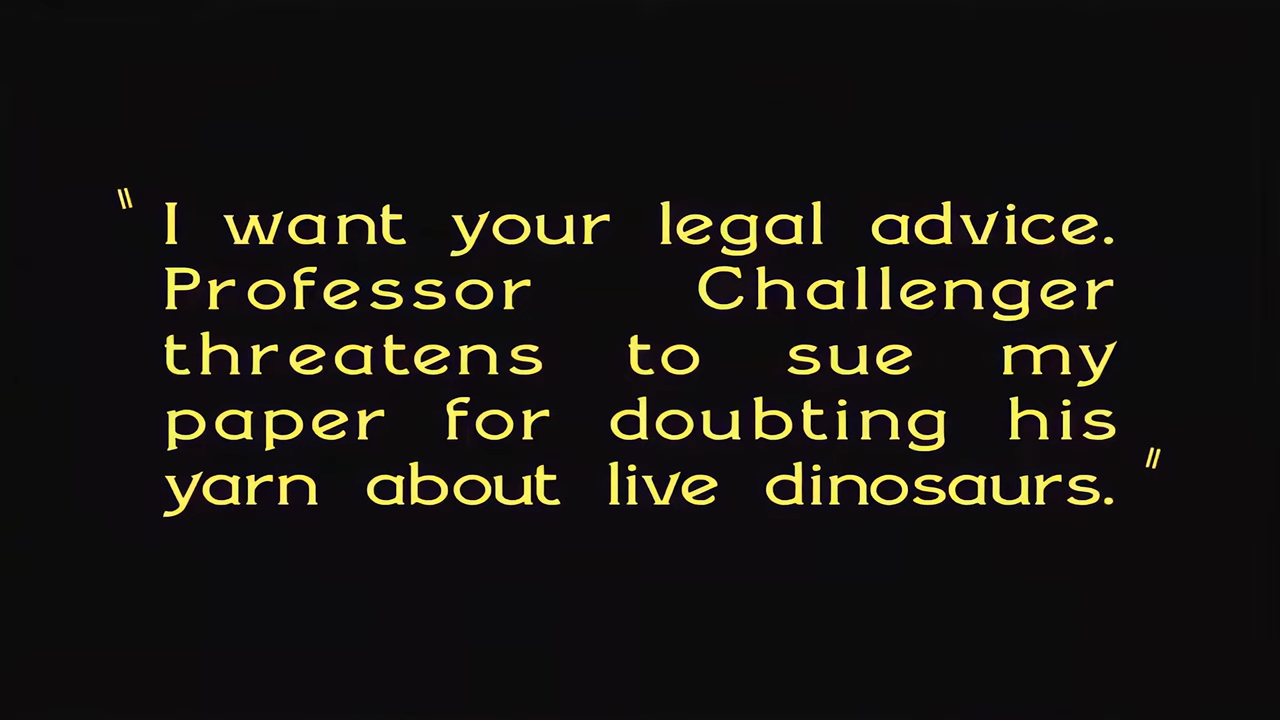 "I want your legal advice.
Professor Challenger
threatens to sue my
paper for doubting his
yarn about live dinosaurs."